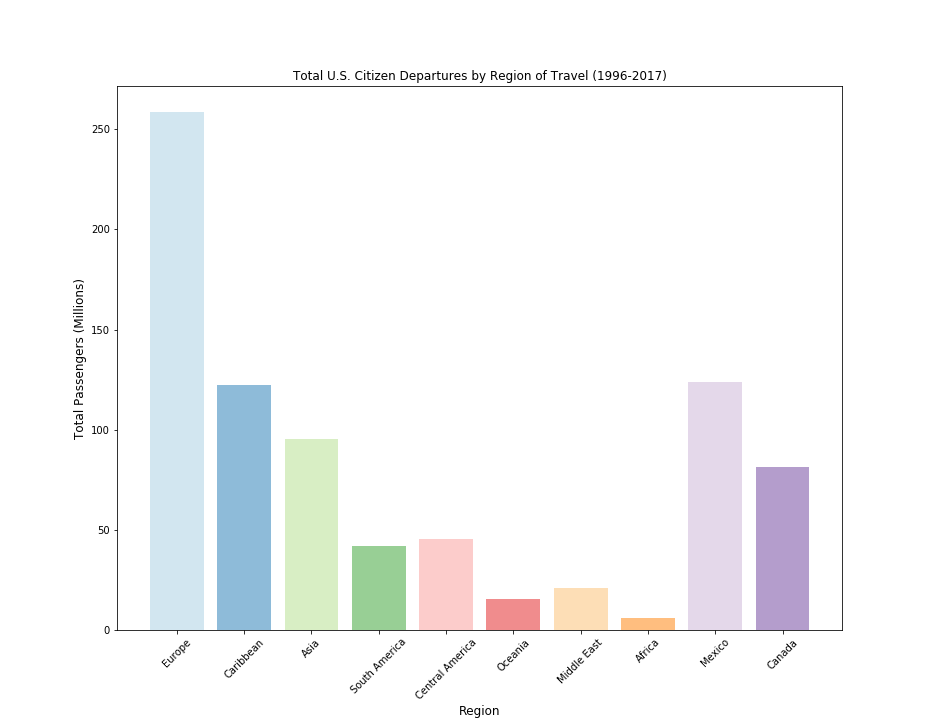 Total U.S. Citizen Departures by Region of Travel (1996-2017)
Total Passengers (Millions)
250
200
150
100
50
0
Europe
Caribbean
Asia
South America
Central America
Oceania
Middle East
Africa
Mexico
Canada
Region